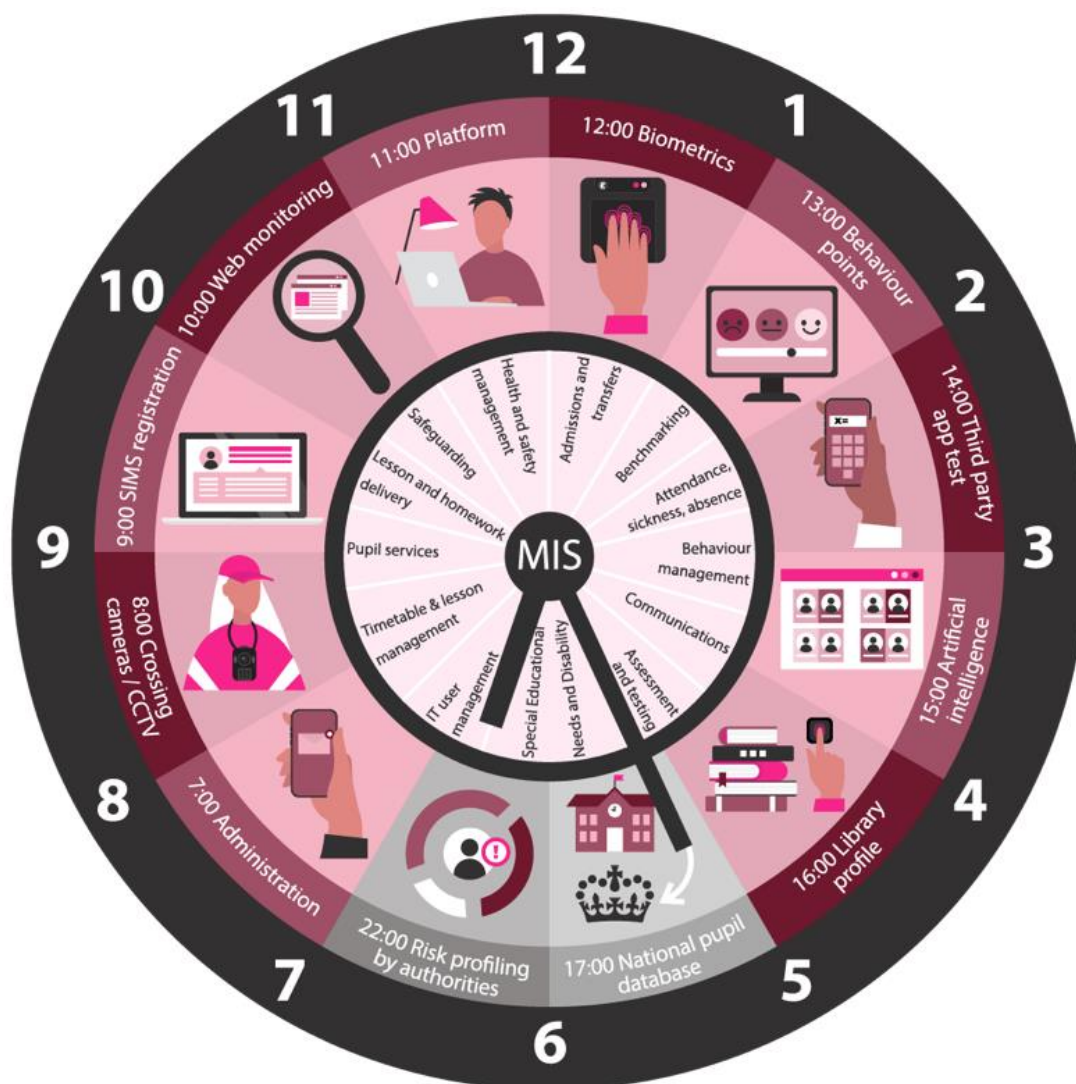 12
1
2
3
4
5
6
7
8
9
10
11
12:00 Biometrics
13:00 Behaviour
points
14:00 Third party
app test
15:00 Artificial
intelligence
16:00 Library
profile
17:00 National pupil
database
22:00 Risk profiling
by authorities
7:00 Administration
8:00 Crossing
cameras / CCTV
9:00 SIMS registration
10:00 Web monitoring
11:00 Platform
x=
!
MIS
Admissions and
transfers
Benchmarking
Attendance,
sickness, absence
Behaviour
management
Communications
Assessment
and testing
Special Educational
Needs and Disability
IT user
management
Timetable & lesson
management
Pupil services
Lesson and homework
delivery
Safeguarding
Health and safety
management